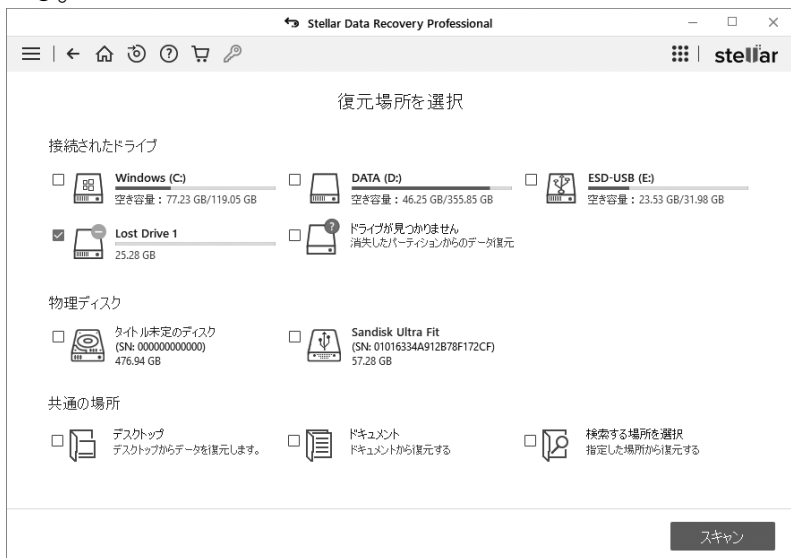 Stellar Data Recovery Professional
stellar
復元場所を選択
接続されたドライブ
Windows (C:)
空き容量：77.23 GB/119.05 GB
DATA (D:)
空き容量：46.25 GB/355.85 GB
ESD-USB (E:)
空き容量：23.53 GB/31.98 GB
Lost Drive 1
25.28 GB
ドライブが見つかりません
消失したパーティションからのデータ復元
物理ディスク
タイトル未定のディスク
(SN: 000000000000)
476.94 GB
Sandisk Ultra Fit
(SN: 01016334A912B78F172CF)
57.28 GB
共通の場所
デスクトップ
デスクトップからデータを復元します。
ドキュメント
ドキュメントから復元する
検索する場所を選択
指定した場所から復元する
スキャン